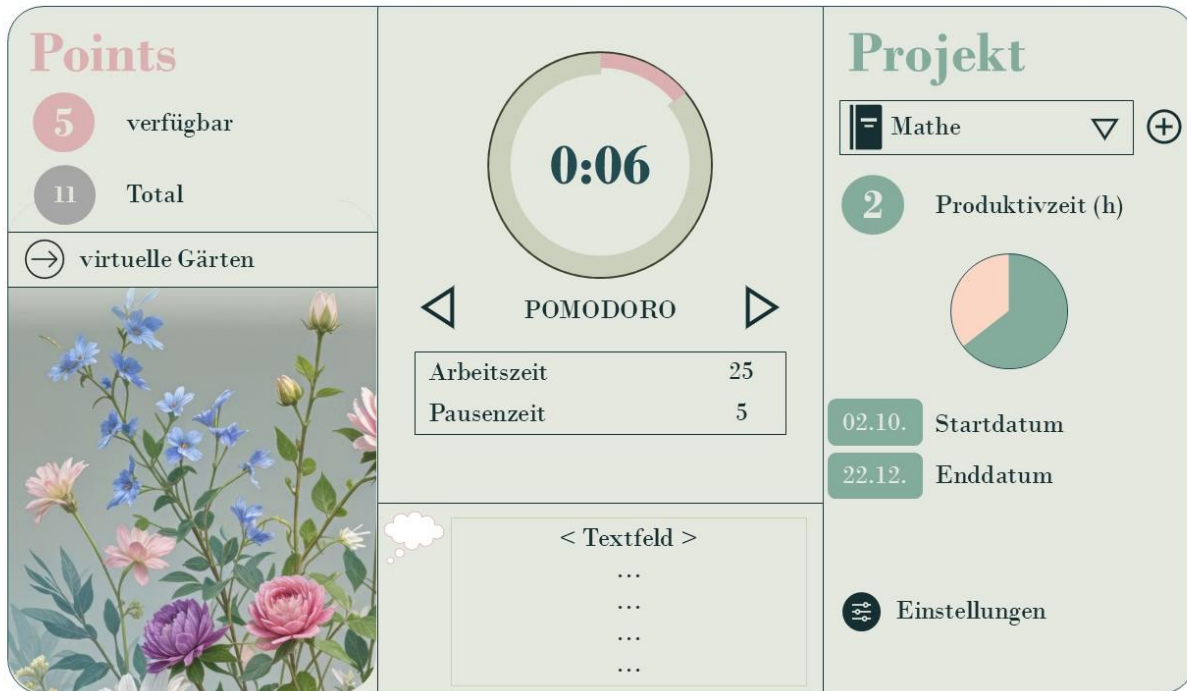 Points
5 verfügbar
11 Total
virtuelle Gärten
0:06
POMODORO
Arbeitszeit 25
Pausenzeit 5
< Textfeld >
...
...
...
...
Projekt
Mathe
2 Produktivzeit (h)
02.10. Startdatum
22.12. Enddatum
Einstellungen